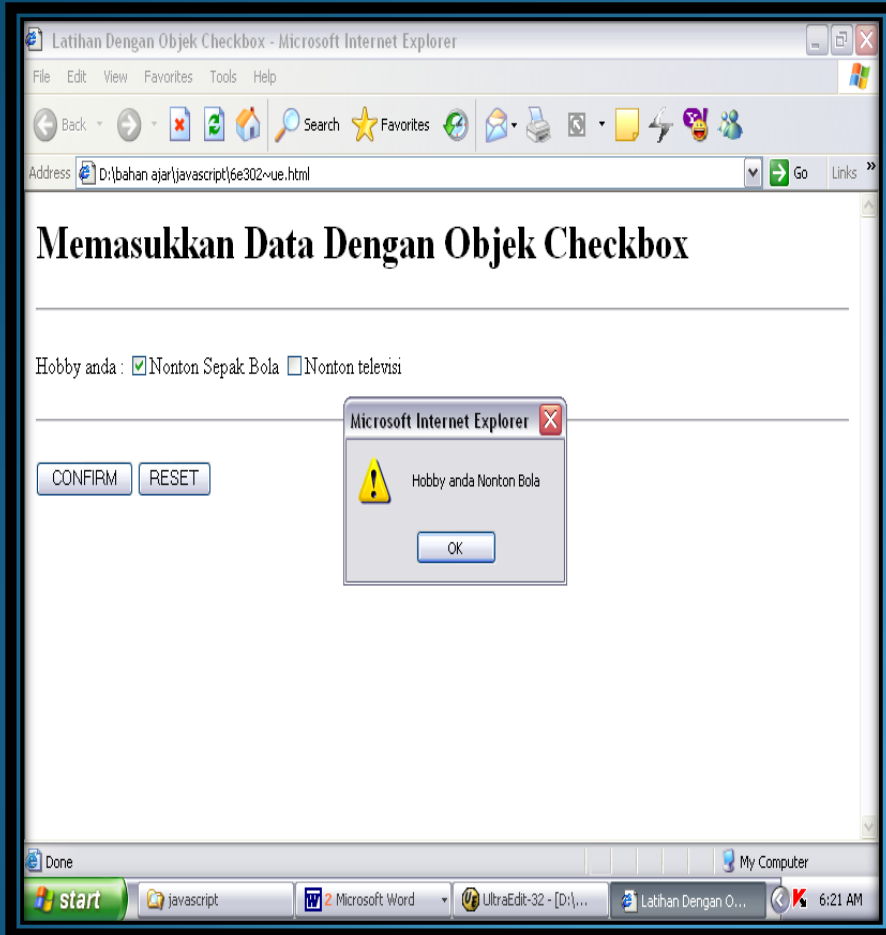 Latihan Dengan Objek Checkbox - Microsoft Internet Explorer
File Edit View Favorites Tools Help
Back Search Favorites
Address D:\bahan ajar\javascript\6e302~ue.html Go Links »
Memasukkan Data Dengan Objek Checkbox
Hobby anda : Nonton Sepak Bola Nonton televisi
Microsoft Internet Explorer
CONFIRM RESET
Hobby anda Nonton Bola
OK
Done My Computer
start javascript 2 Microsoft Word UltraEdit-32 - [D:\... Latihan Dengan O... 6:21 AM